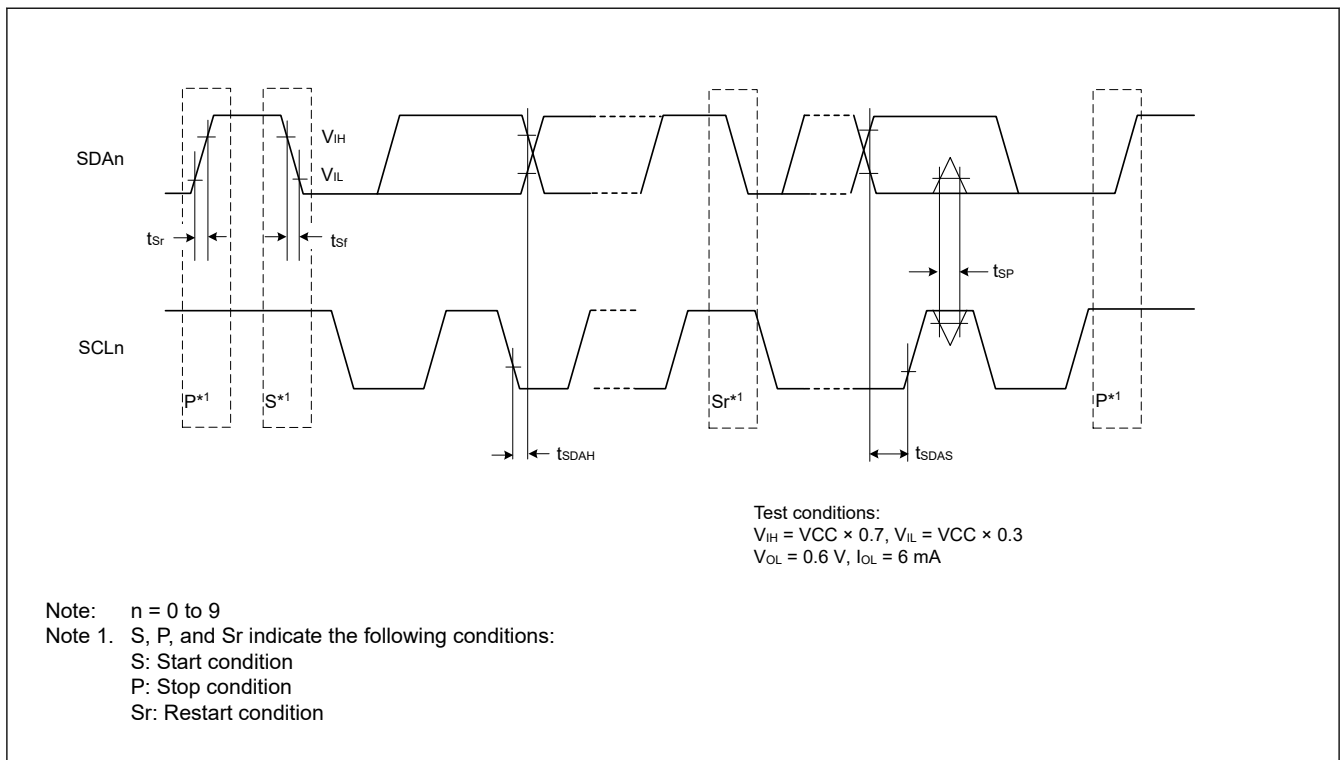 SDAn
VIH
VIL
tSr
tSf
tSP
SCLn
P*1
S*1
Sr*1
P*1
tSDAH
tSDAS
Test conditions:
VIH = VCC × 0.7, VIL = VCC × 0.3
VOL = 0.6 V, IOL = 6 mA
Note: n = 0 to 9
Note 1. S, P, and Sr indicate the following conditions:
S: Start condition
P: Stop condition
Sr: Restart condition